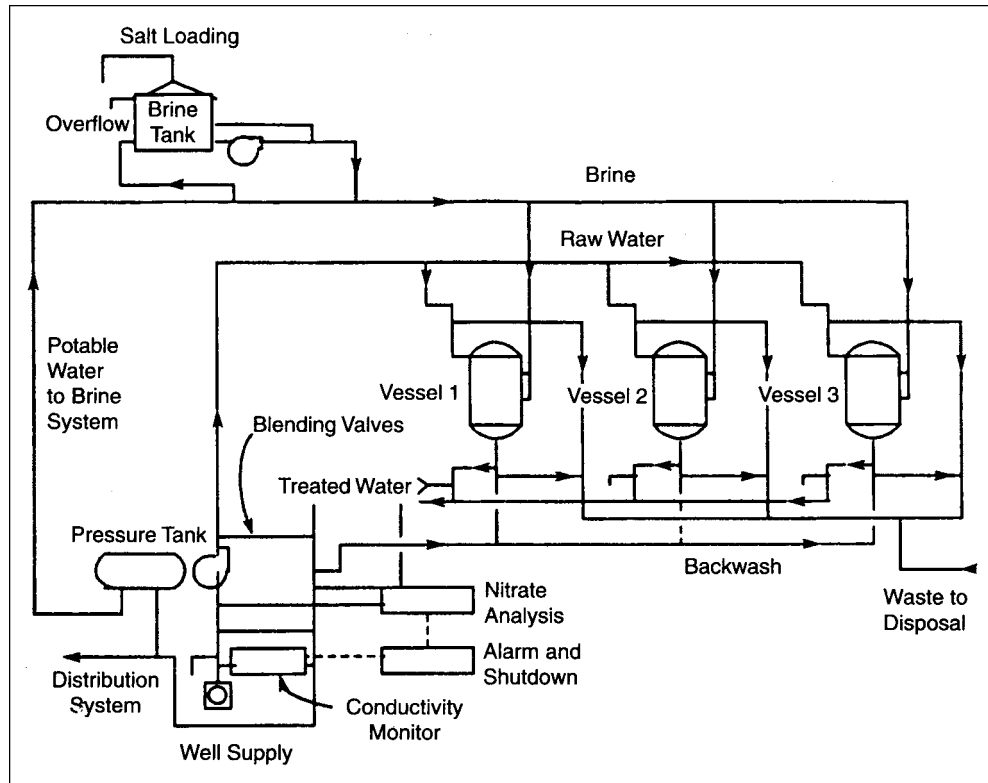 Salt Loading
Overflow
Brine
Tank
Brine
Raw Water
Potable
Water
to Brine
System
Vessel 1
Vessel 2
Vessel 3
Blending Valves
Treated Water
Pressure Tank
Backwash
Nitrate
Analysis
Waste to
Disposal
Alarm and
Shutdown
Distribution
System
Conductivity
Monitor
Well Supply